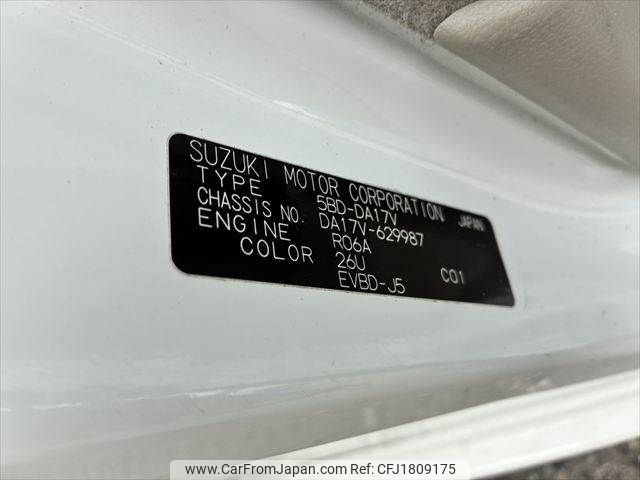 SUZUKI MOTOR CORPORATION JAPAN
TYPE 5BD-DA17V
CHASSIS NO. DA17V-629987
ENGINE R06A
COLOR 26U C01
EVBD-J5
www.CarFromJapan.com | Ref No: CFJ1809175